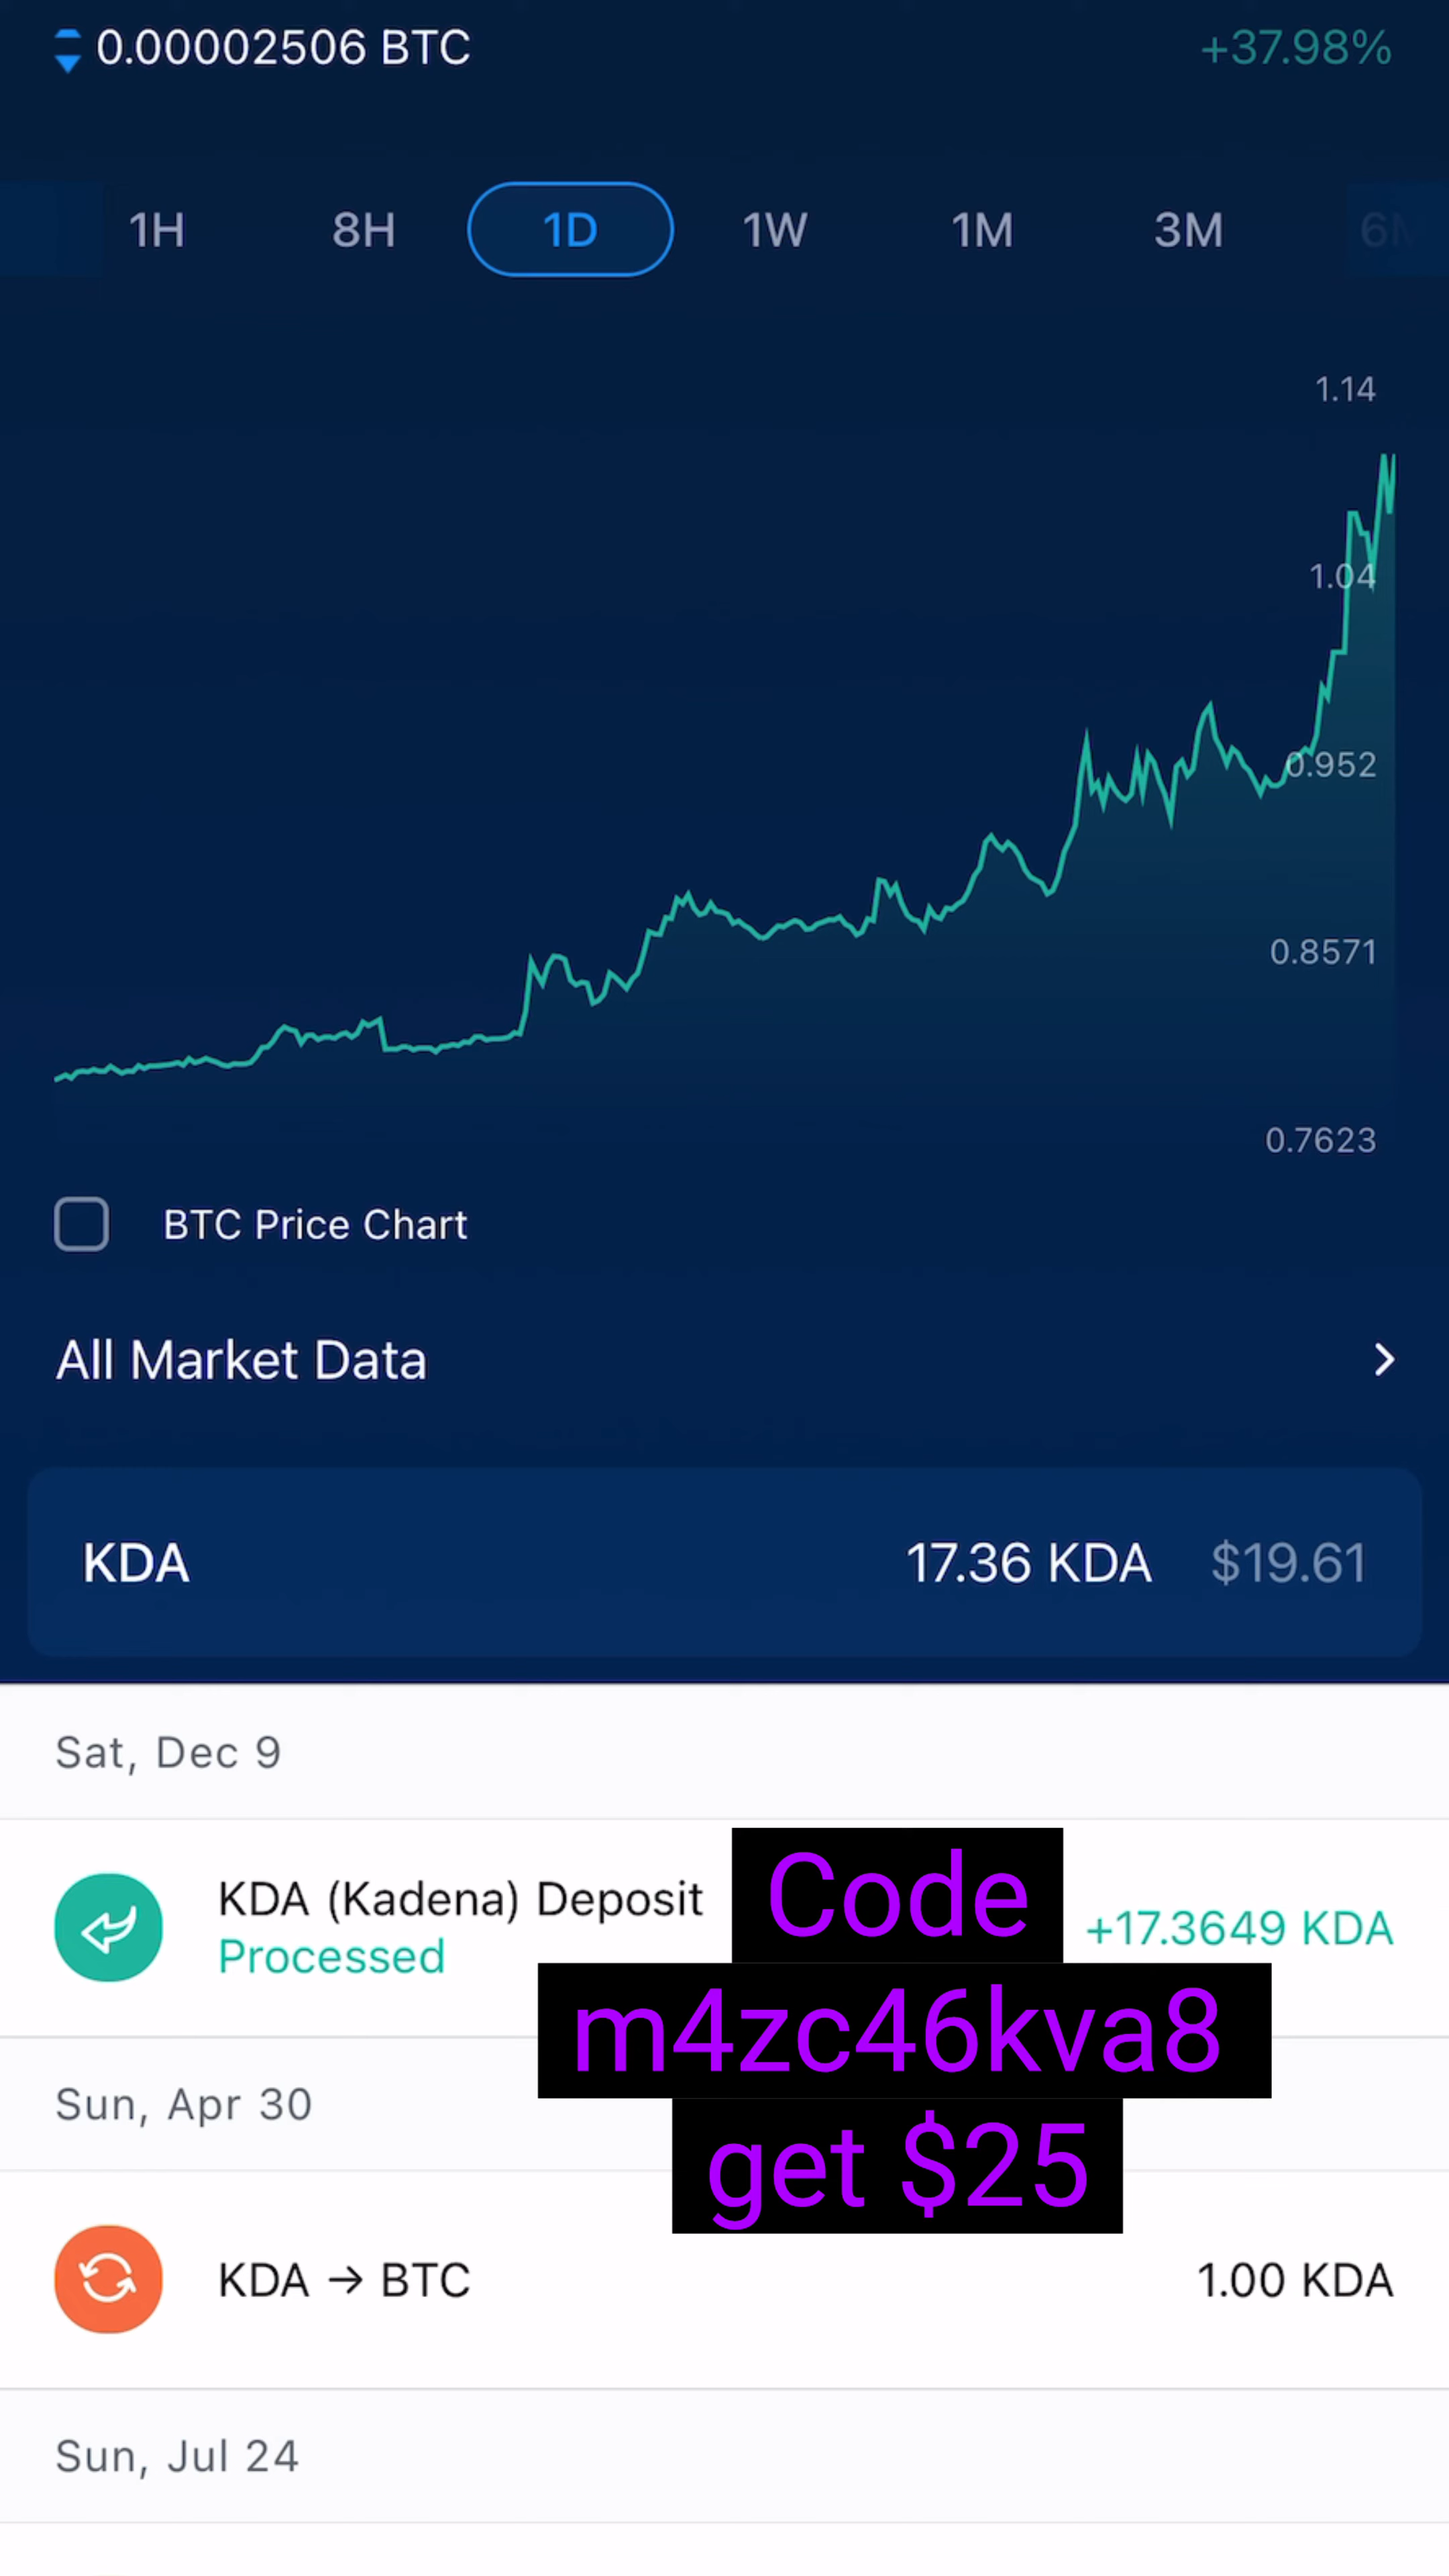 0.00002506 BTC +37.98%
1H 8H 1D 1W 1M 3M 6M
1.14
1.04
0.952
0.8571
0.7623
BTC Price Chart
All Market Data
KDA 17.36 KDA $19.61
Sat, Dec 9
KDA (Kadena) Deposit
Processed
+17.3649 KDA
Code
m4zc46kva8
get $25
Sun, Apr 30
KDA → BTC 1.00 KDA
Sun, Jul 24